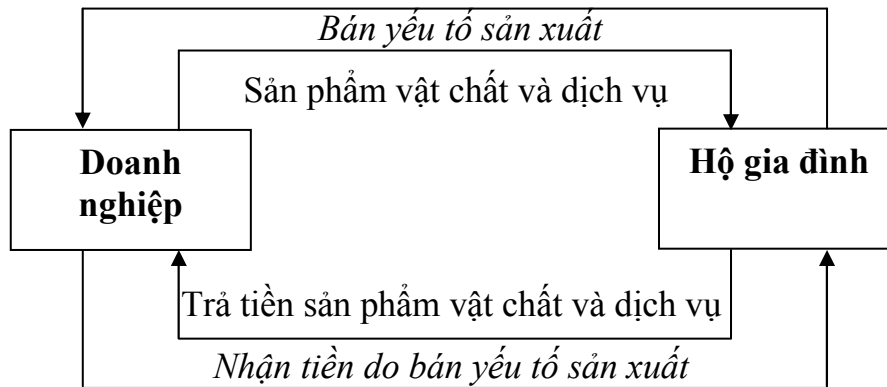 Bán yếu tố sản xuất
Sản phẩm vật chất và dịch vụ
Doanh
nghiệp
Hộ gia đình
Trả tiền sản phẩm vật chất và dịch vụ
Nhận tiền do bán yếu tố sản xuất